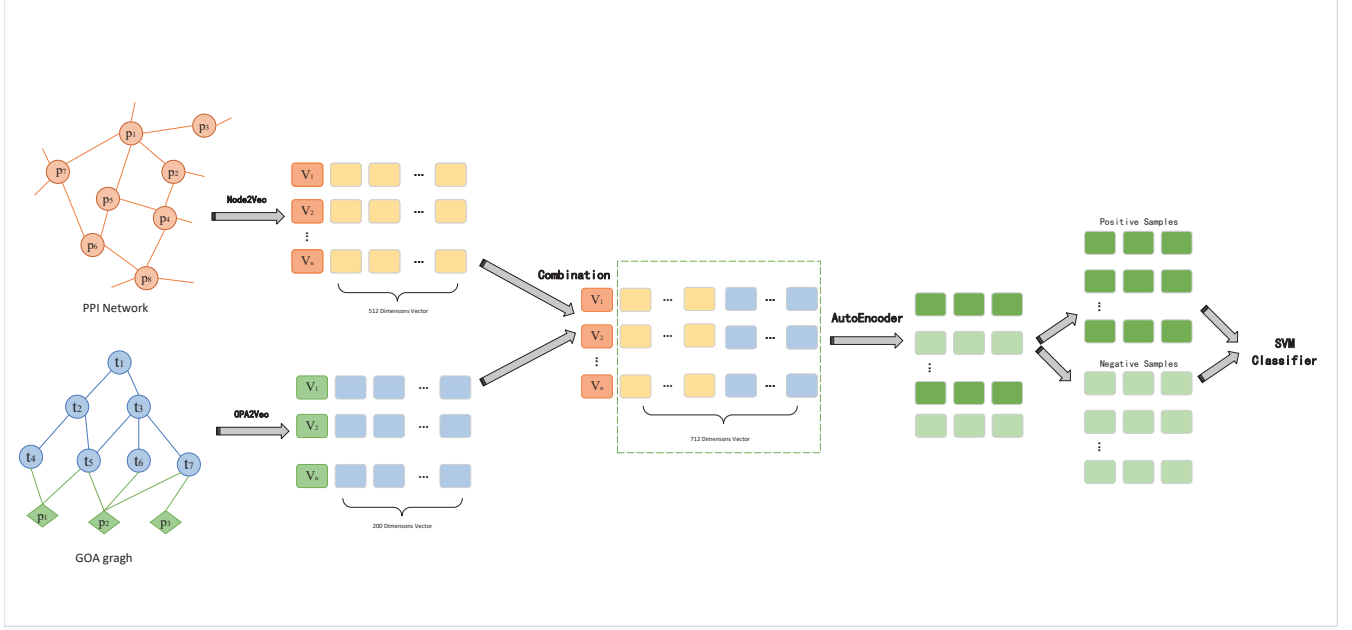 p1
p3
p7
p2
p5
p4
p6
p8
PPI Network
Node2Vec
V1
...
V2
...
⋮
Vn
...
512 Dimensons Vector
t1
t2
t3
t4
t5
t6
t7
p1
p2
p3
GOA gragh
OPA2Vec
V1
...
V2
...
Vn
...
200 Dimensons Vector
Combination
V1
...
...
V2
...
...
⋮
Vn
...
...
712 Dimensons Vector
AutoEncoder
⋮
Positive Samples
⋮
Negative Samples
⋮
SVM
Classifier